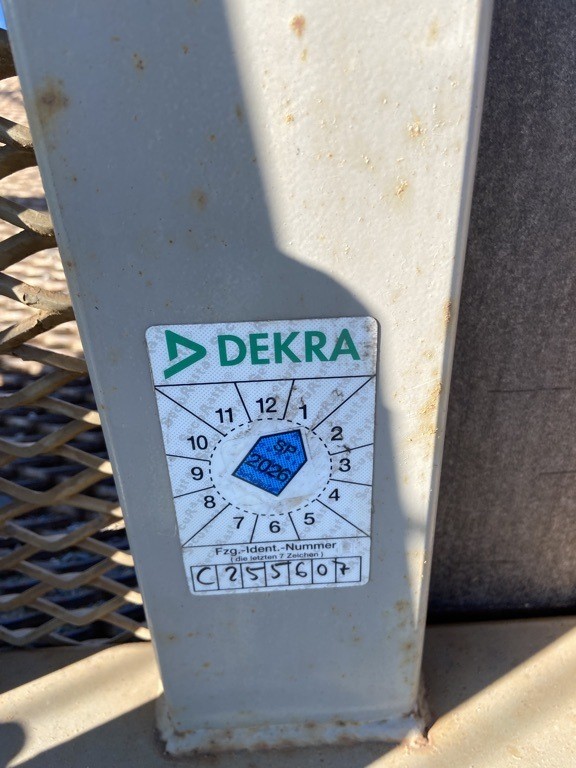 DEKRA
11 12 1
10 2
9 3
8 4
7 6 5
SP
2026
Fzg.-Ident.-Nummer
(die letzten 7 Zeichen)
C255607